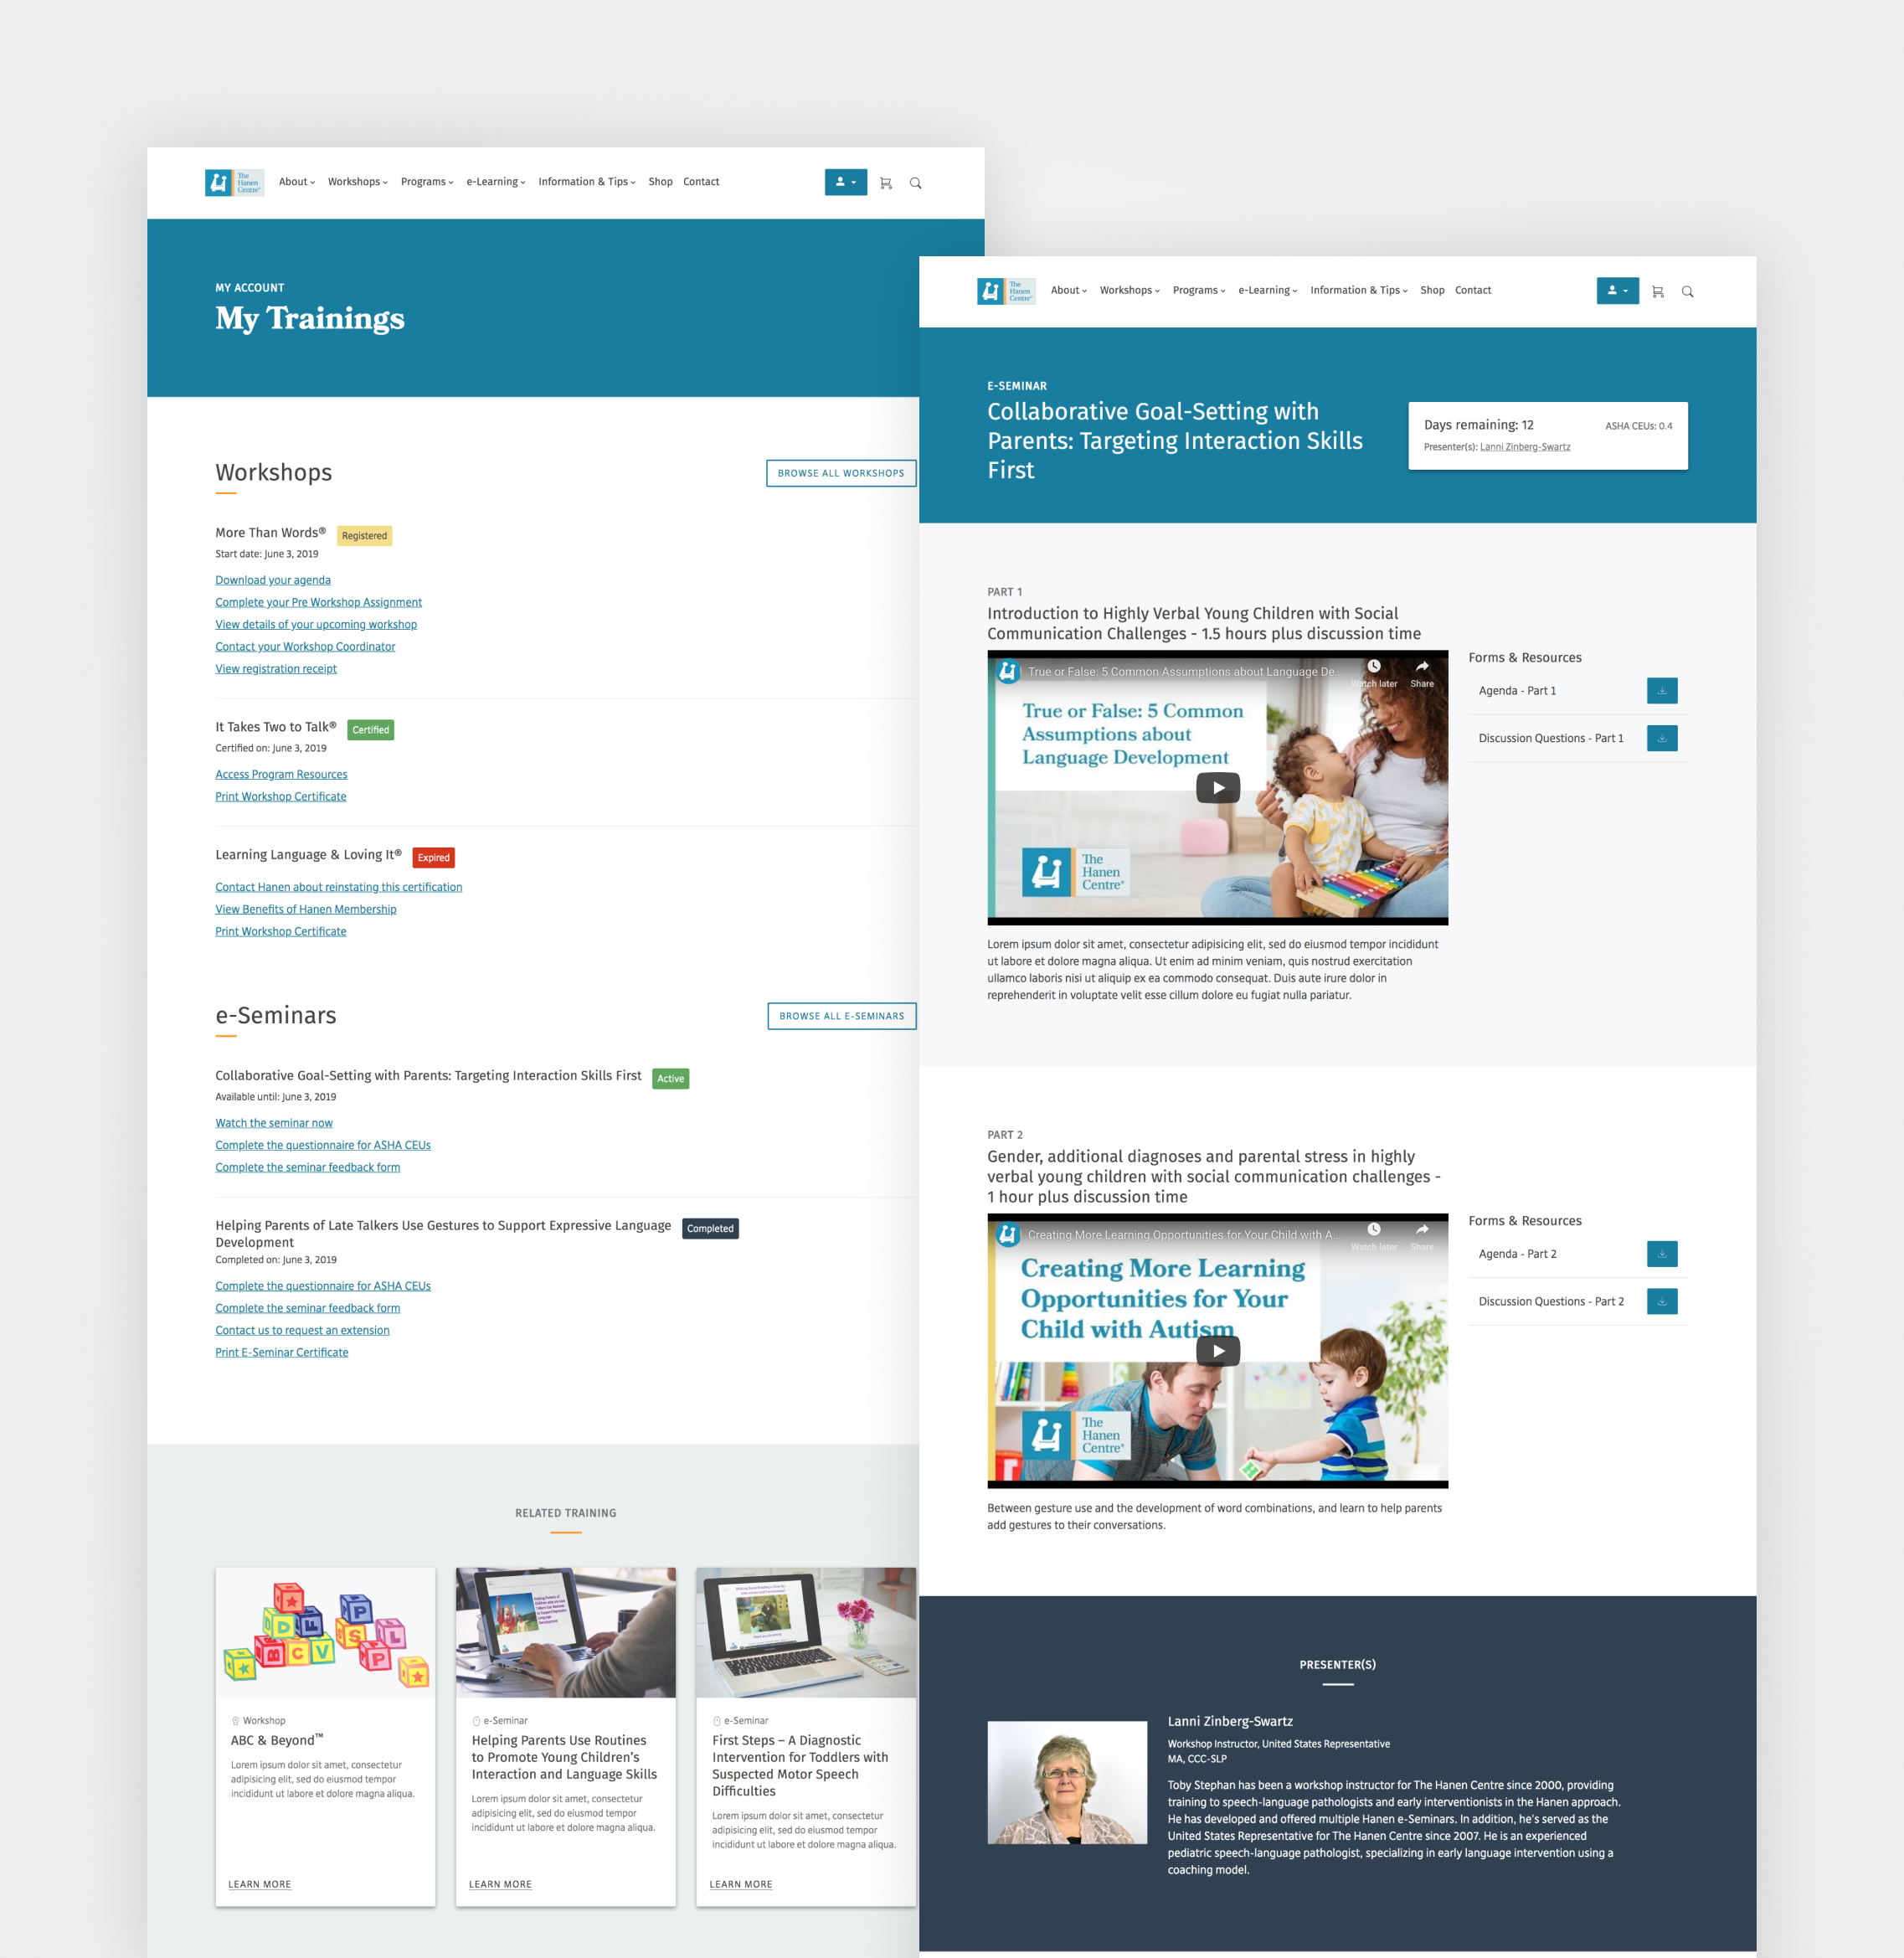 The
Hanen
Centre®
About
Workshops
Programs
e-Learning
Information & Tips
Shop
Contact
MY ACCOUNT
My Trainings
Workshops
BROWSE ALL WORKSHOPS
More Than Words®
Registered
Start date: June 3, 2019
Download your agenda
Complete your Pre Workshop Assignment
View details of your upcoming workshop
Contact your Workshop Coordinator
View registration receipt
It Takes Two to Talk®
Certified
Certified on: June 3, 2019
Access Program Resources
Print Workshop Certificate
Learning Language & Loving It®
Expired
Contact Hanen about reinstating this certification
View Benefits of Hanen Membership
Print Workshop Certificate
e-Seminars
BROWSE ALL E-SEMINARS
Collaborative Goal-Setting with Parents: Targeting Interaction Skills First
Active
Available until: June 3, 2019
Watch the seminar now
Complete the questionnaire for ASHA CEUs
Complete the seminar feedback form
Helping Parents of Late Talkers Use Gestures to Support Expressive Language
Development
Completed
Completed on: June 3, 2019
Complete the questionnaire for ASHA CEUs
Complete the seminar feedback form
Contact us to request an extension
Print E-Seminar Certificate
RELATED TRAINING
D
P
S
L
B
C
V
P
Workshop
ABC & Beyond™
Lorem ipsum dolor sit amet, consectetur
adipisicing elit, sed do eiusmod tempor
incididunt ut labore et dolore magna aliqua.
LEARN MORE
e-Seminar
Helping Parents Use Routines
to Promote Young Children's
Interaction and Language Skills
Lorem ipsum dolor sit amet, consectetur
adipisicing elit, sed do eiusmod tempor
incididunt ut labore et dolore magna aliqua.
LEARN MORE
e-Seminar
First Steps – A Diagnostic
Intervention for Toddlers with
Suspected Motor Speech
Difficulties
Lorem ipsum dolor sit amet, consectetur
adipisicing elit, sed do eiusmod tempor
incididunt ut labore et dolore magna aliqua.
LEARN MORE
The
Hanen
Centre®
About
Workshops
Programs
e-Learning
Information & Tips
Shop
Contact
E-SEMINAR
Collaborative Goal-Setting with
Parents: Targeting Interaction Skills
First
Days remaining: 12
ASHA CEUs: 0.4
Presenter(s): Lanni Zinberg-Swartz
PART 1
Introduction to Highly Verbal Young Children with Social
Communication Challenges - 1.5 hours plus discussion time
True or False: 5 Common Assumptions about Language De...
Watch later
Share
True or False: 5 Common
Assumptions about
Language Development
The
Hanen
Centre®
Forms & Resources
Agenda - Part 1
Discussion Questions - Part 1
Lorem ipsum dolor sit amet, consectetur adipisicing elit, sed do eiusmod tempor incididunt
ut labore et dolore magna aliqua. Ut enim ad minim veniam, quis nostrud exercitation
ullamco laboris nisi ut aliquip ex ea commodo consequat. Duis aute irure dolor in
reprehenderit in voluptate velit esse cillum dolore eu fugiat nulla pariatur.
PART 2
Gender, additional diagnoses and parental stress in highly
verbal young children with social communication challenges -
1 hour plus discussion time
Creating More Learning Opportunities for Your Child with A...
Watch later
Share
Creating More Learning
Opportunities for Your
Child with Autism
The
Hanen
Centre®
Forms & Resources
Agenda - Part 2
Discussion Questions - Part 2
Between gesture use and the development of word combinations, and learn to help parents
add gestures to their conversations.
PRESENTER(S)
Lanni Zinberg-Swartz
Workshop Instructor, United States Representative
MA, CCC-SLP
Toby Stephan has been a workshop instructor for The Hanen Centre since 2000, providing
training to speech-language pathologists and early interventionists in the Hanen approach.
He has developed and offered multiple Hanen e-Seminars. In addition, he's served as the
United States Representative for The Hanen Centre since 2007. He is an experienced
pediatric speech-language pathologist, specializing in early language intervention using a
coaching model.